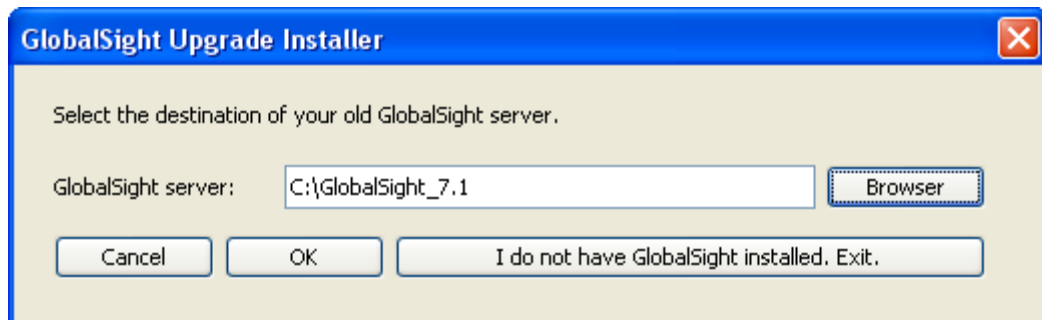 GlobalSight Upgrade Installer
Select the destination of your old GlobalSight server.
GlobalSight server: C:\GlobalSight_7.1 Browser
Cancel OK I do not have GlobalSight installed. Exit.